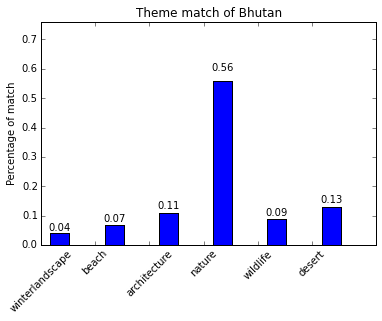 Theme match of Bhutan
Percentage of match
0.7
0.6
0.5
0.4
0.3
0.2
0.1
0.0
0.04
0.07
0.11
0.56
0.09
0.13
winterlandscape
beach
architecture
nature
wildlife
desert